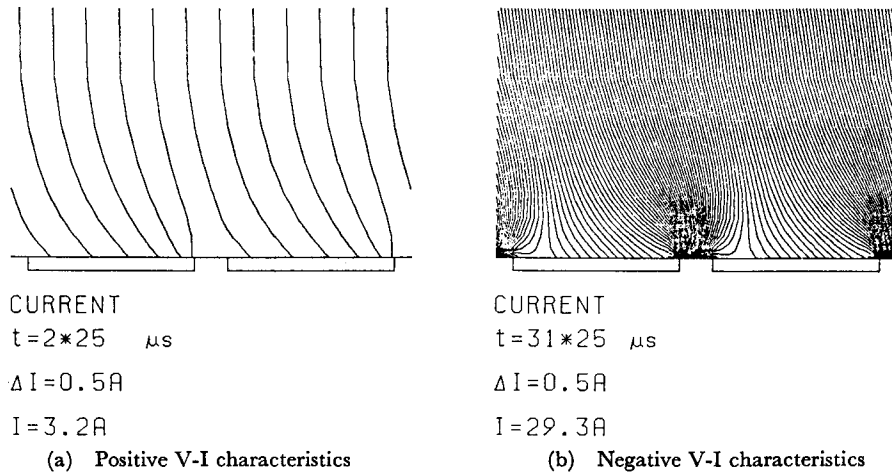 CURRENT
t=2*25 μs
ΔI=0.5A
I=3.2A
(a) Positive V-I characteristics
CURRENT
t=31*25 μs
ΔI=0.5A
I=29.3A
(b) Negative V-I characteristics